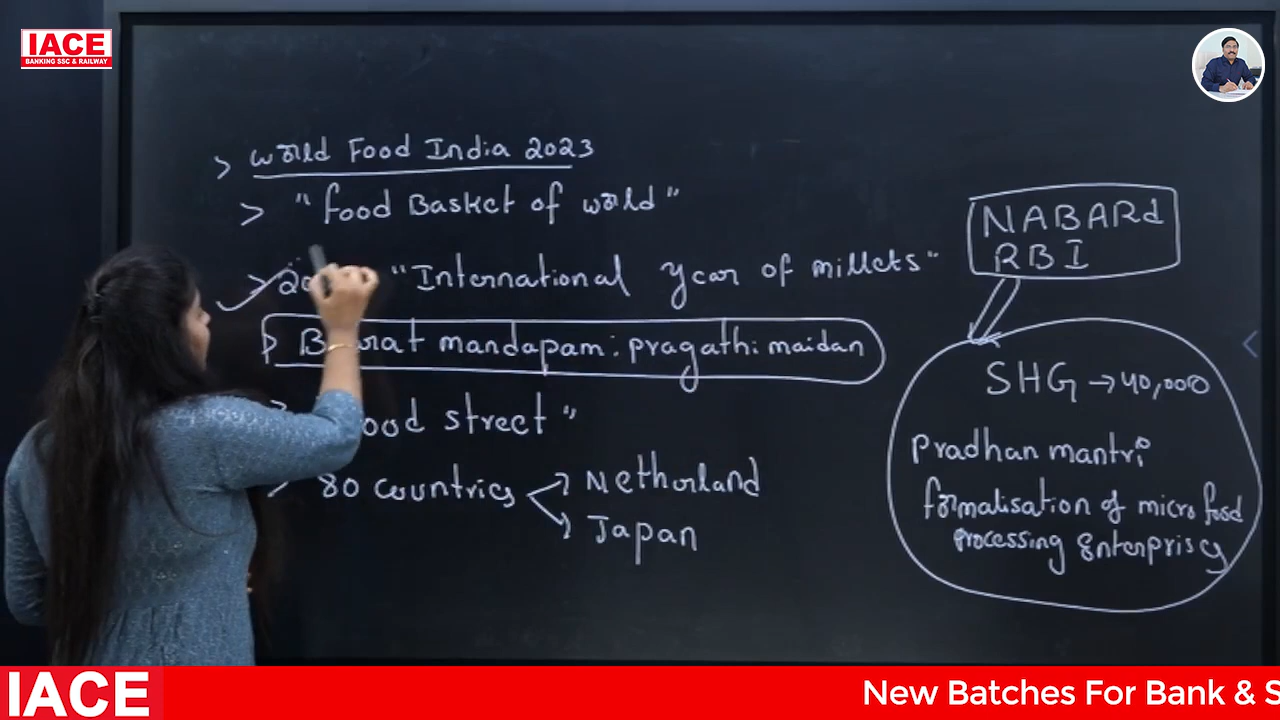 IACE
BANKING SSC & RAILWAY
> World Food India 2023
> "food Basket of world"
> "International year of millets"
mandapam: pragathi maidan
street"
> 80 countries → Netherland
→ Japan
NABARd
RBI
SHG → 40,000
Pradhan mantri
formalisation of micro food
processing Enterprises
IACE
New Batches For Bank & S